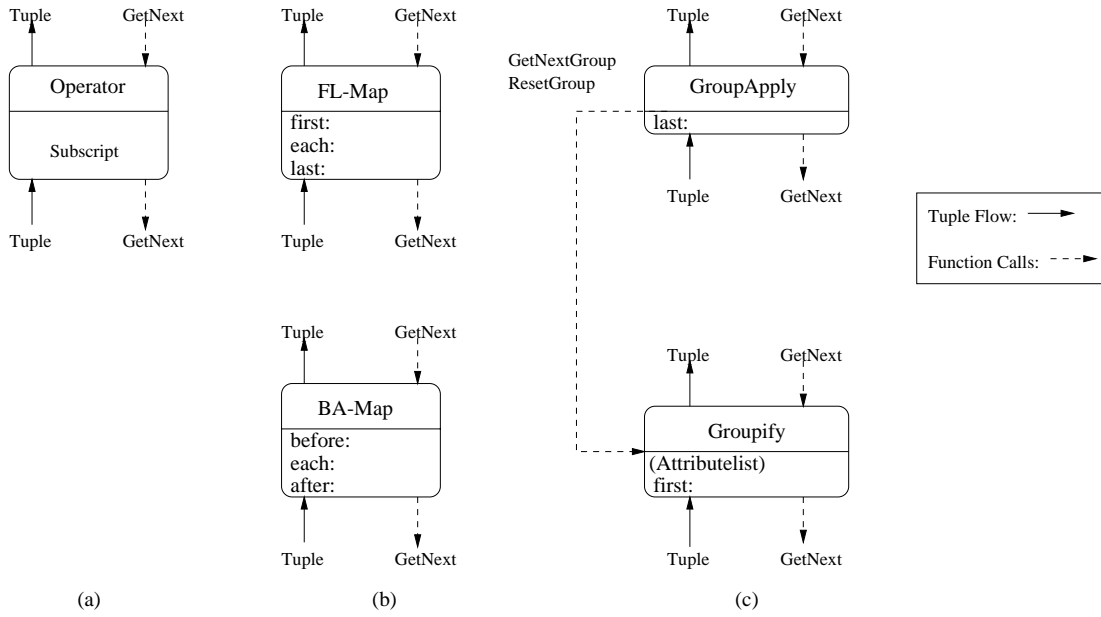 Tuple
GetNext
Operator
Subscript
Tuple
GetNext
(a)
Tuple
GetNext
FL-Map
first:
each:
last:
Tuple
GetNext
Tuple
GetNext
BA-Map
before:
each:
after:
Tuple
GetNext
(b)
GetNextGroup
ResetGroup
Tuple
GetNext
GroupApply
last:
Tuple
GetNext
Tuple
GetNext
Groupify
(Attributelist)
first:
Tuple
GetNext
(c)
Tuple Flow:
Function Calls: